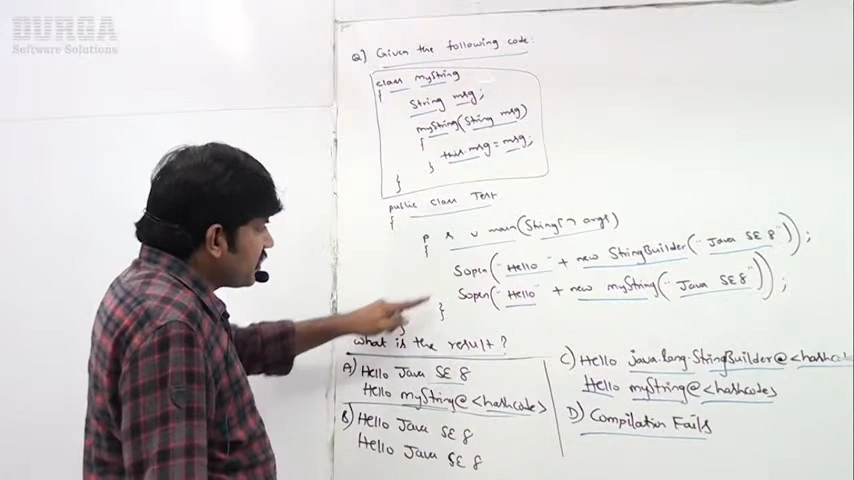 DURGA
Software Solutions
Q) Given the following code:
class myString
{
String msg;
myString(String msg)
{
this.msg = msg;
}
}
public class Test
{
p s v main(String[] args)
{
Sopln("Hello " + new StringBuilder("Java SE 8"));
Sopln("Hello" + new myString("Java SE 8"));
}
}
What is the result?
A) Hello Java SE 8
Hello myString@<hashcode>
B) Hello Java SE 8
Hello Java SE 8
C) Hello java.lang.StringBuilder@<hashcod
Hello myString@<hashcode>
D) Compilation Fails